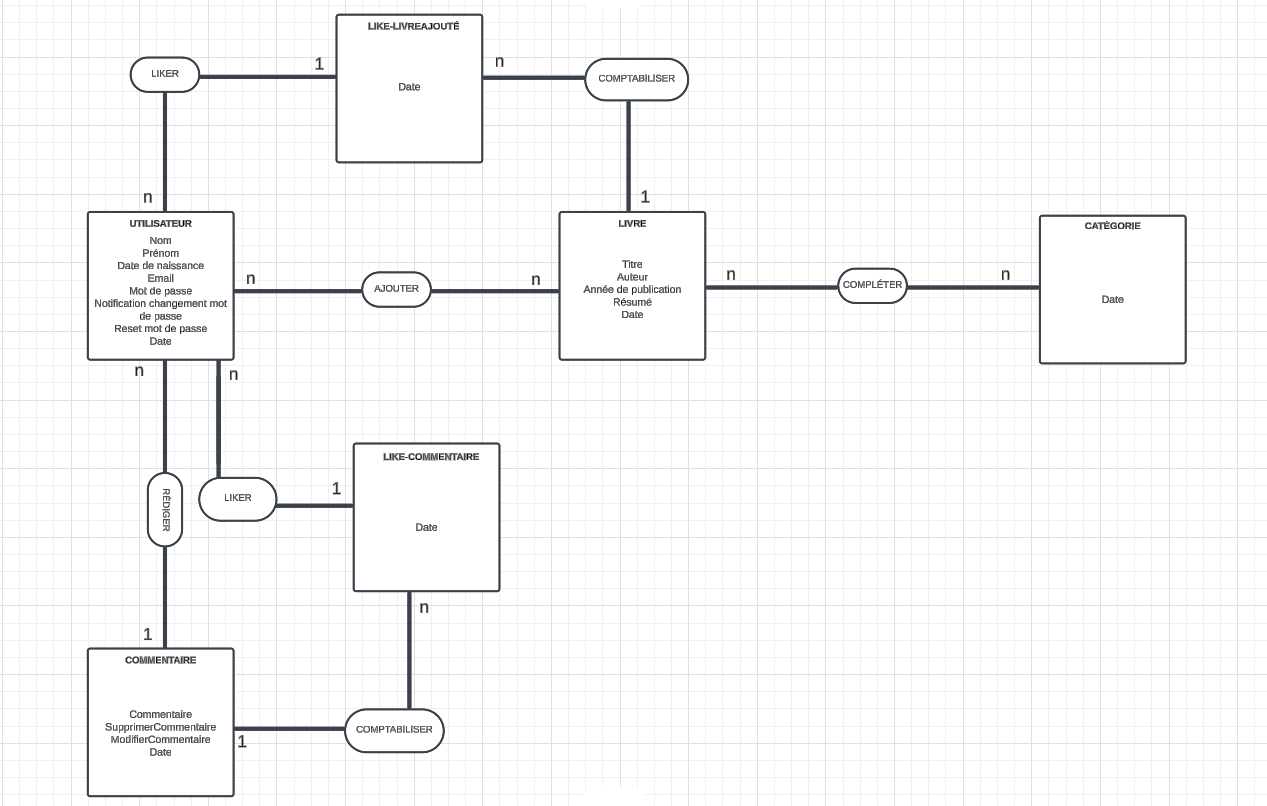 LIKE-LIVREAJOUTÉ
Date
LIKER
1
n
COMPTABILISER
n
1
UTILISATEUR
Nom
Prénom
Date de naissance
Email
Mot de passe
Notification changement mot
de passe
Reset mot de passe
Date
n
AJOUTER
n
LIVRE
Titre
Auteur
Année de publication
Résumé
Date
n
COMPLÉTER
n
CATÉGORIE
Date
n
n
RÉDIGER
LIKER
1
LIKE-COMMENTAIRE
Date
n
1
COMMENTAIRE
Commentaire
SupprimerCommentaire
ModifierCommentaire
Date
1
COMPTABILISER